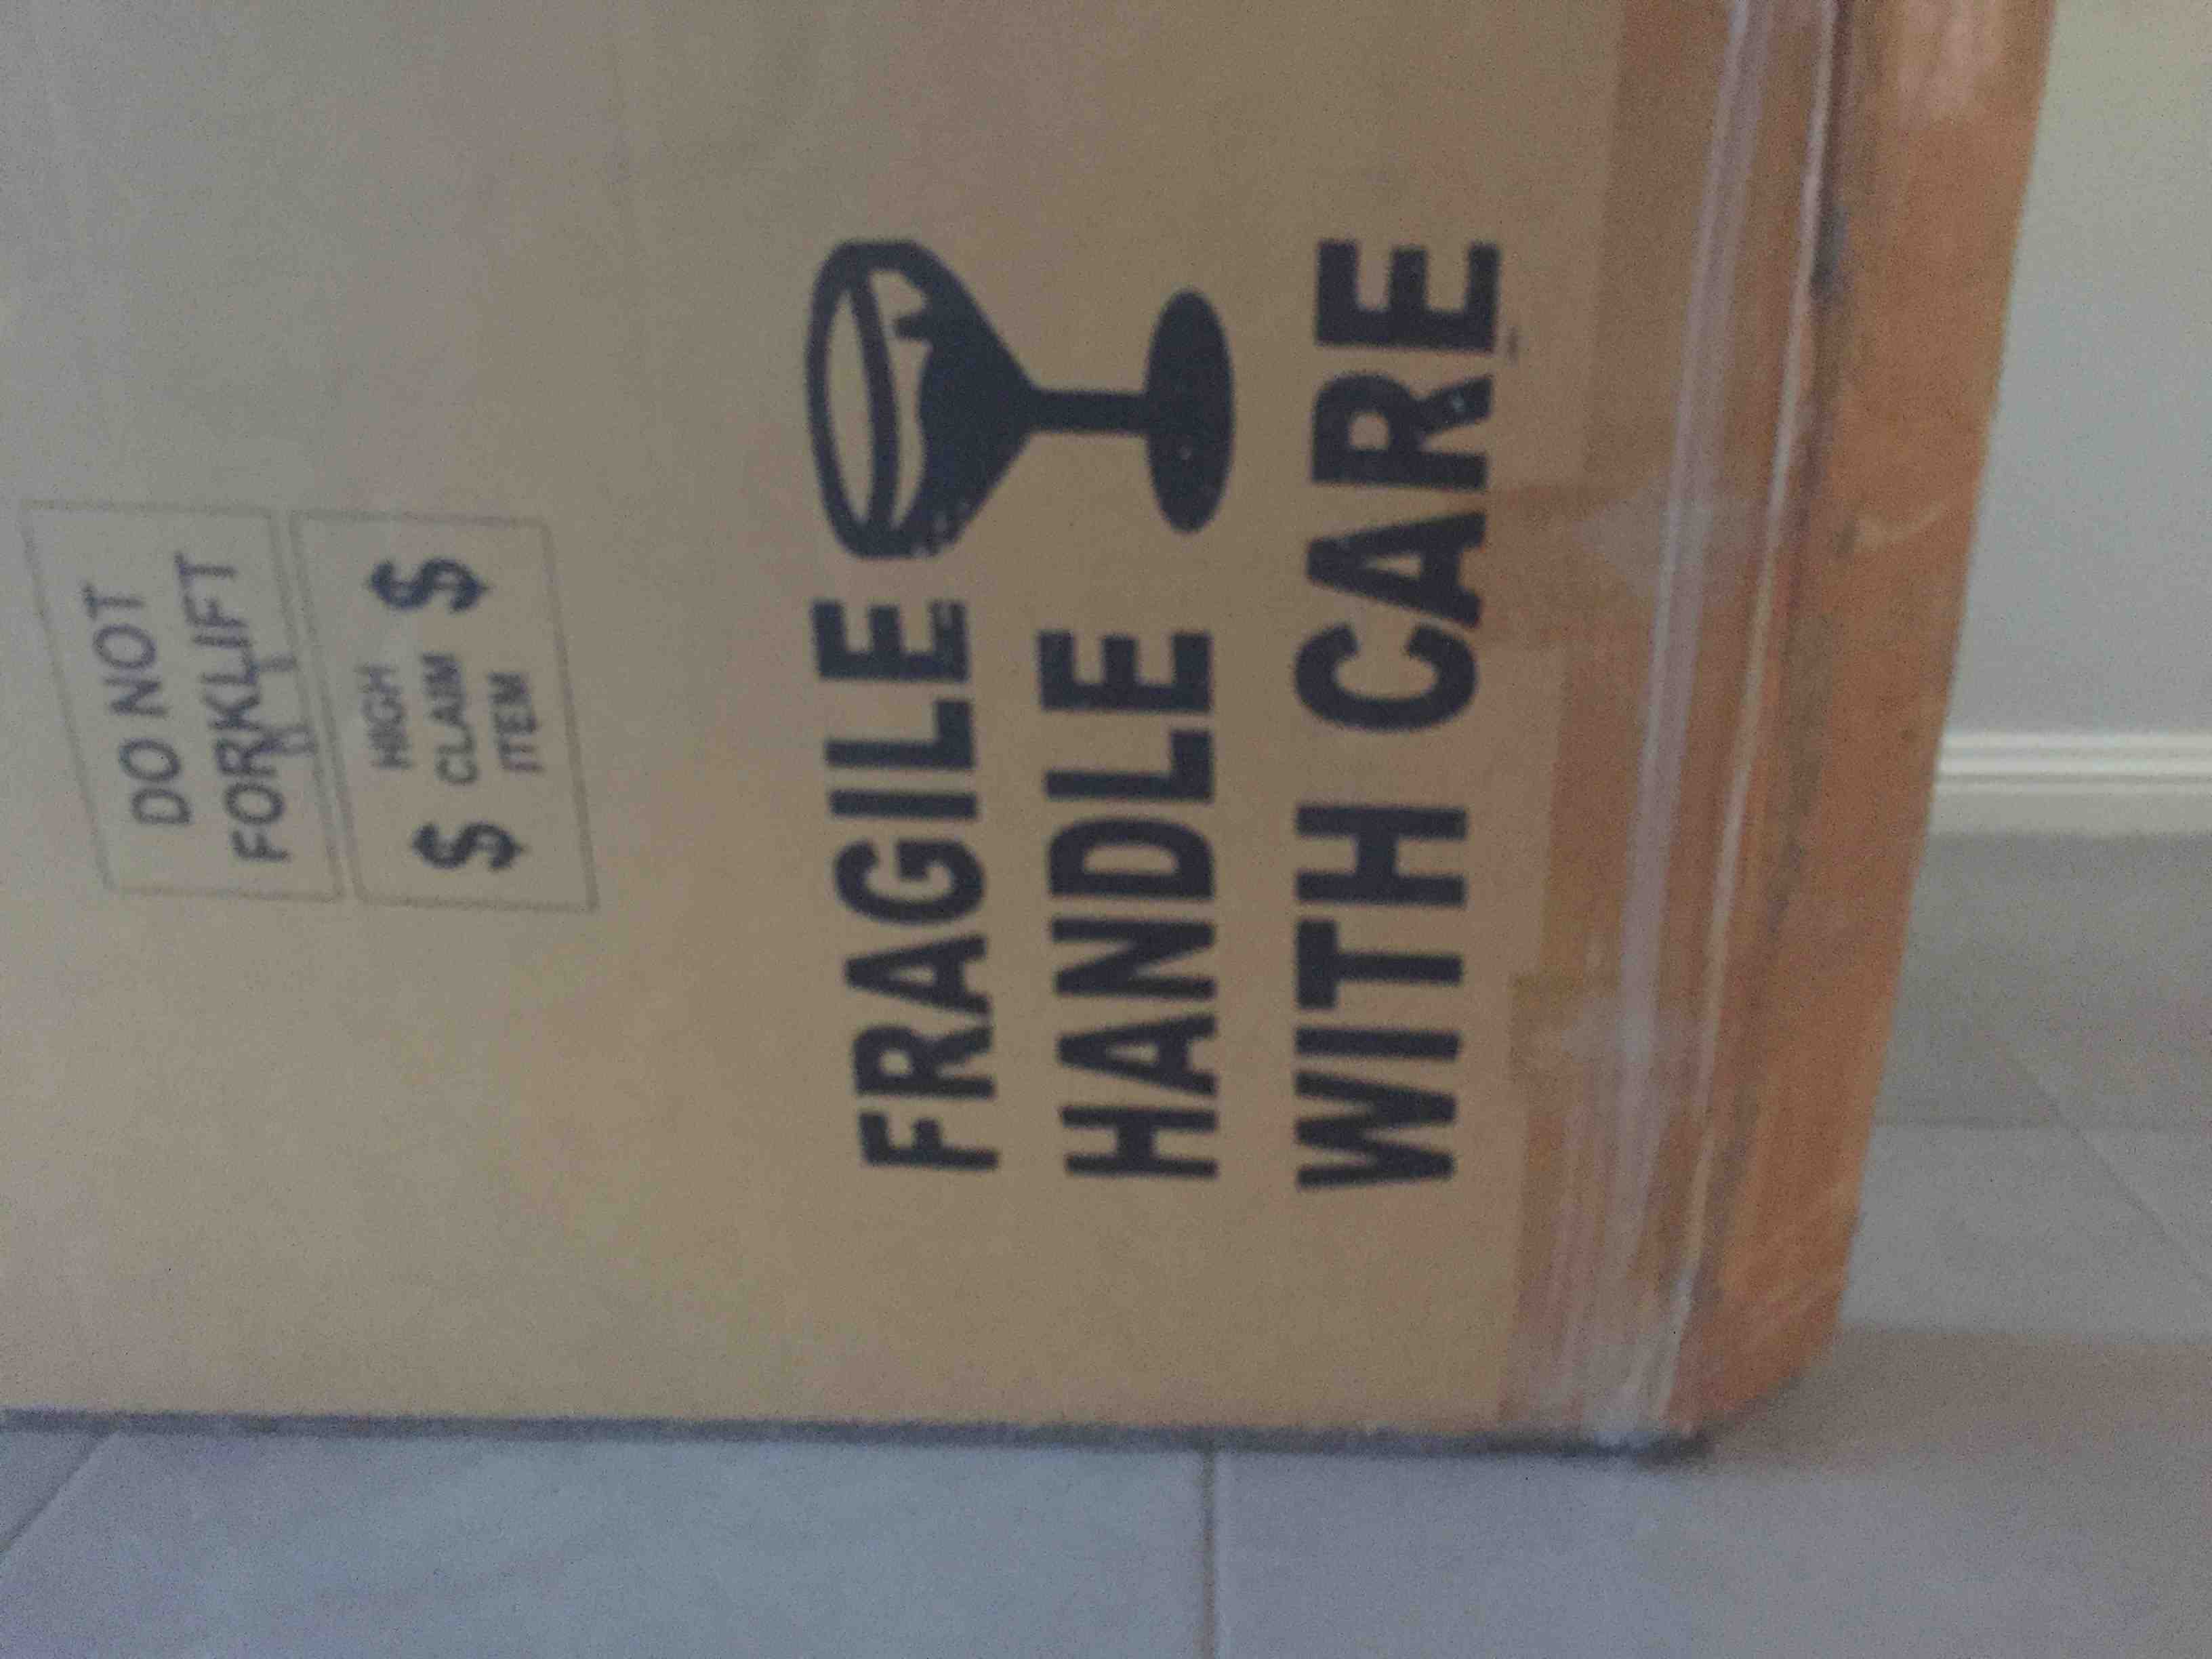 DO NOT
FORKLIFT
HIGH
$ CLAIM $
ITEM
FRAGILE
HANDLE
WITH CARE